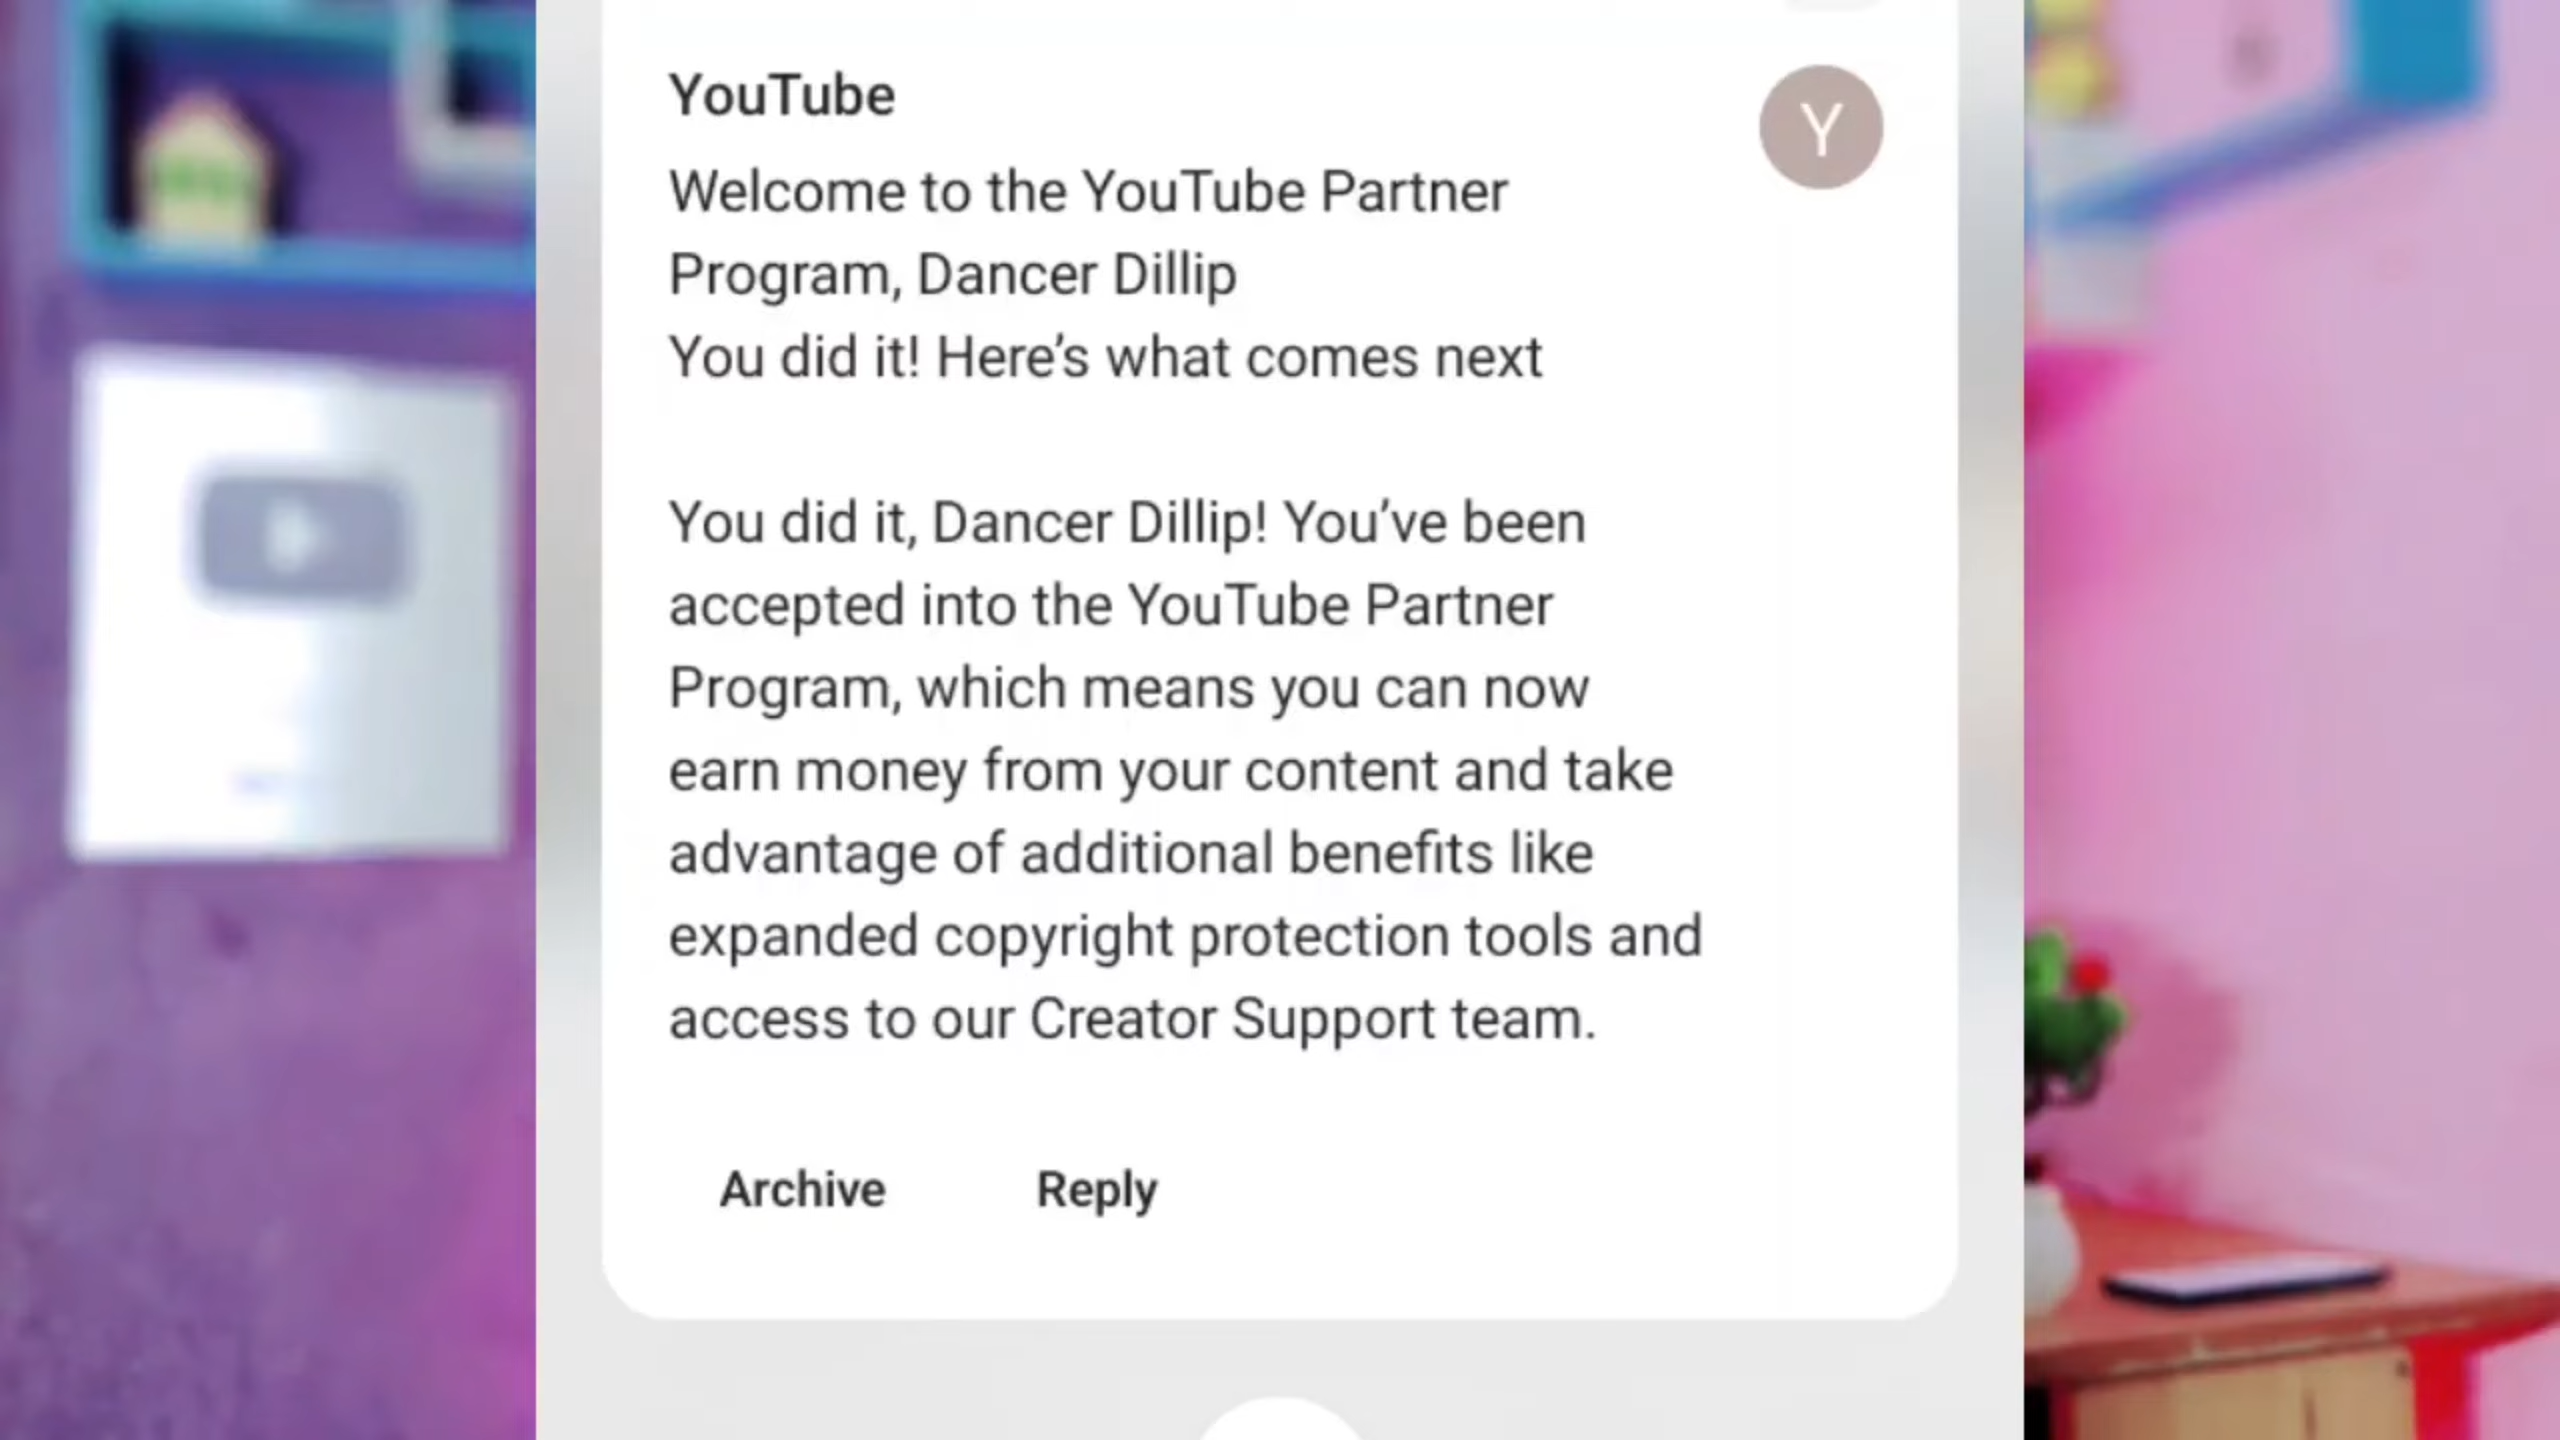 YouTube
Y
Welcome to the YouTube Partner
Program, Dancer Dillip
You did it! Here’s what comes next
You did it, Dancer Dillip! You’ve been
accepted into the YouTube Partner
Program, which means you can now
earn money from your content and take
advantage of additional benefits like
expanded copyright protection tools and
access to our Creator Support team.
Archive
Reply